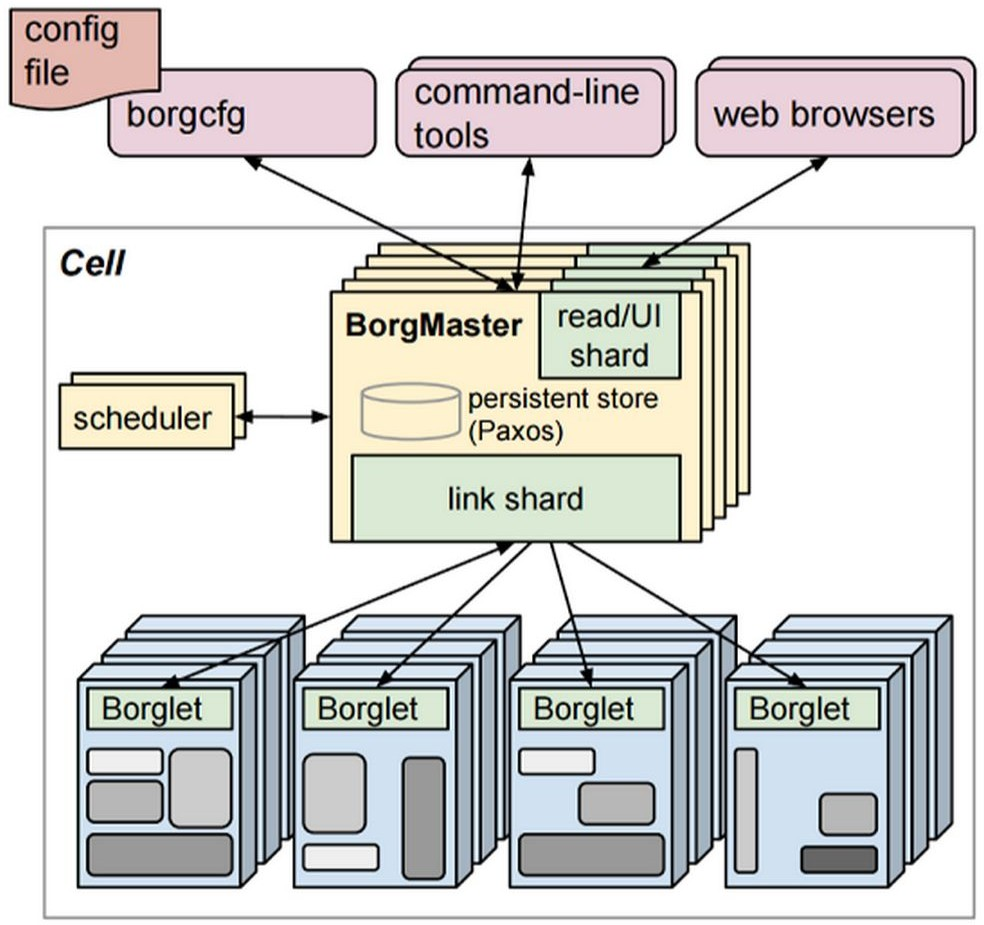 config
file
borgcfg
command-line
tools
web browsers
Cell
BorgMaster
read/UI
shard
scheduler
persistent store
(Paxos)
link shard
Borglet
Borglet
Borglet
Borglet